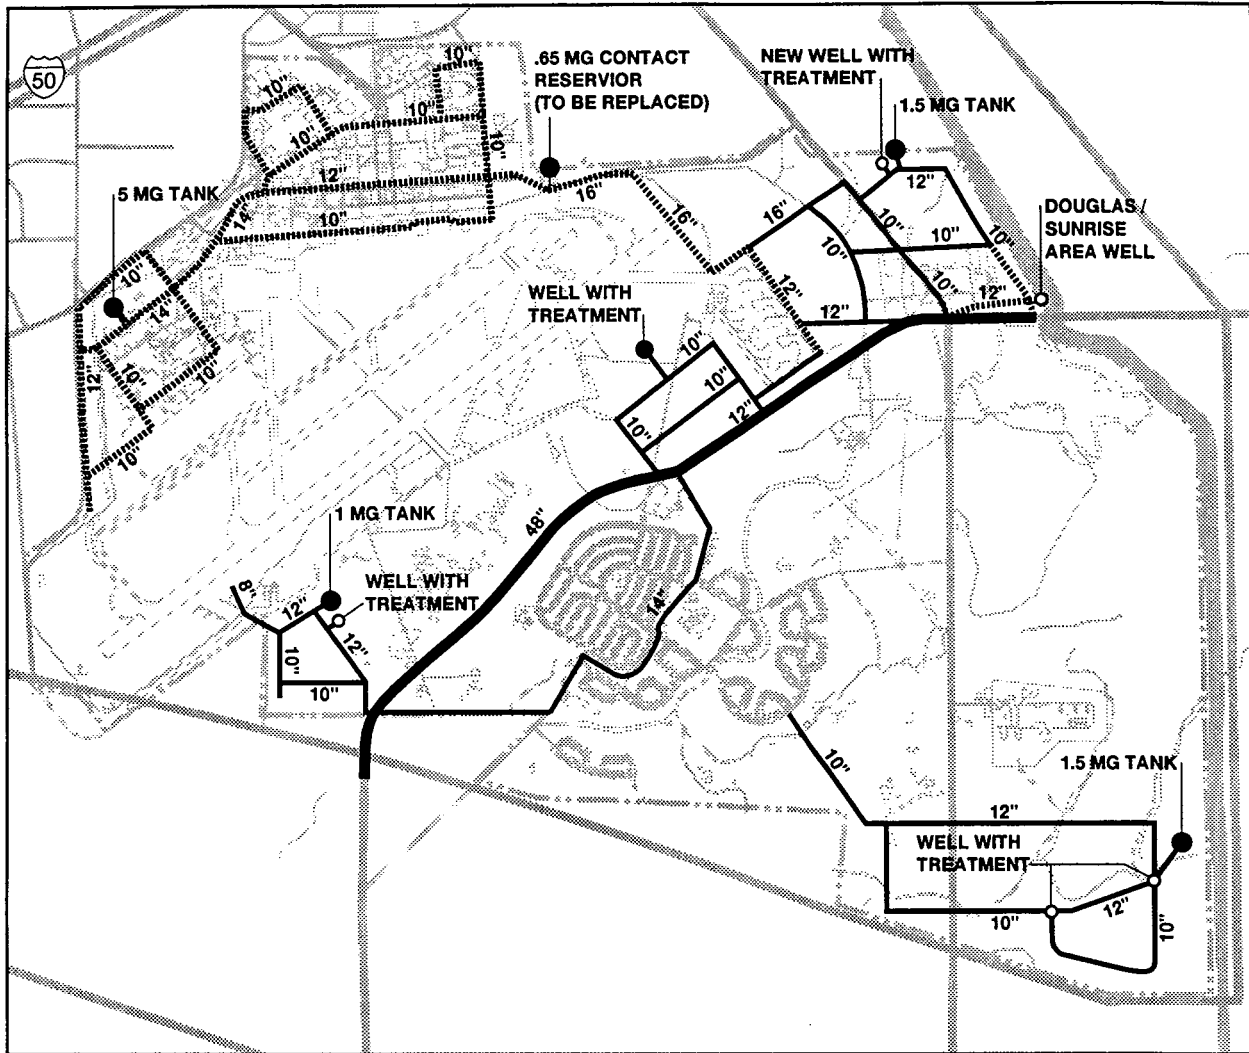 50
.65 MG CONTACT
RESERVIOR
(TO BE REPLACED)
NEW WELL WITH
TREATMENT
1.5 MG TANK
5 MG TANK
DOUGLAS /
SUNRISE
AREA WELL
WELL WITH
TREATMENT
1 MG TANK
WELL WITH
TREATMENT
1.5 MG TANK
WELL WITH
TREATMENT
10"
10"
10"
10"
10"
12"
14"
10"
16"
16"
16"
12"
10"
10"
10"
10"
10"
12"
12"
12"
10"
14"
12"
10"
10"
10"
10"
10"
10"
12"
48"
14"
8"
12"
12"
10"
10"
10"
12"
10"
12"
10"